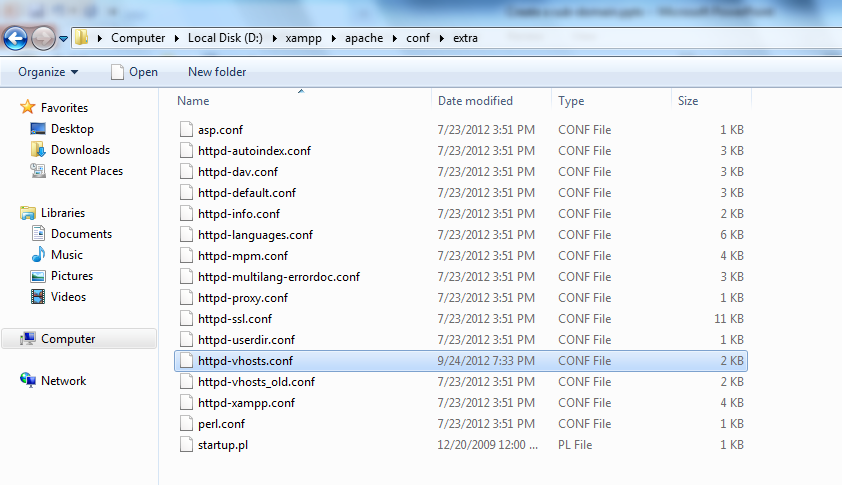 Computer Local Disk (D:) xampp apache conf extra
Organize Open New folder
Name Date modified Type Size
Favorites
Desktop
Downloads
Recent Places
Libraries
Documents
Music
Pictures
Videos
Computer
Network
asp.conf 7/23/2012 3:51 PM CONF File 1 KB
httpd-autoindex.conf 7/23/2012 3:51 PM CONF File 3 KB
httpd-dav.conf 7/23/2012 3:51 PM CONF File 3 KB
httpd-default.conf 7/23/2012 3:51 PM CONF File 3 KB
httpd-info.conf 7/23/2012 3:51 PM CONF File 2 KB
httpd-languages.conf 7/23/2012 3:51 PM CONF File 6 KB
httpd-mpm.conf 7/23/2012 3:51 PM CONF File 4 KB
httpd-multilang-errordoc.conf 7/23/2012 3:51 PM CONF File 3 KB
httpd-proxy.conf 7/23/2012 3:51 PM CONF File 1 KB
httpd-ssl.conf 7/23/2012 3:51 PM CONF File 11 KB
httpd-userdir.conf 7/23/2012 3:51 PM CONF File 1 KB
httpd-vhosts.conf 9/24/2012 7:33 PM CONF File 2 KB
httpd-vhosts_old.conf 7/23/2012 3:51 PM CONF File 2 KB
httpd-xampp.conf 7/23/2012 3:51 PM CONF File 4 KB
perl.conf 7/23/2012 3:51 PM CONF File 1 KB
startup.pl 12/20/2009 12:00 ... PL File 1 KB